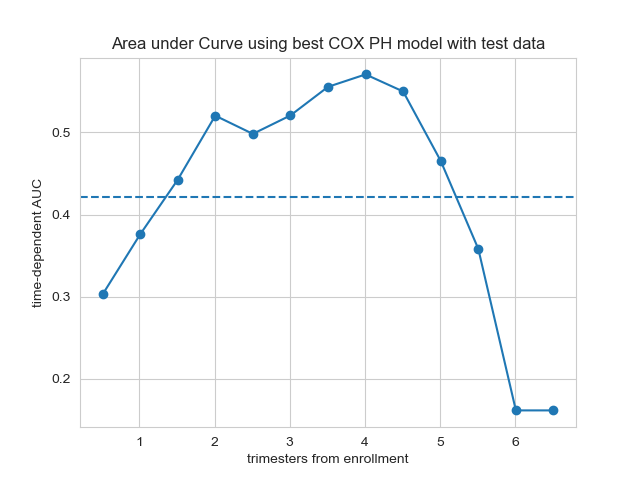 Area under Curve using best COX PH model with test data
time-dependent AUC
0.5
0.4
0.3
0.2
1 2 3 4 5 6
trimesters from enrollment